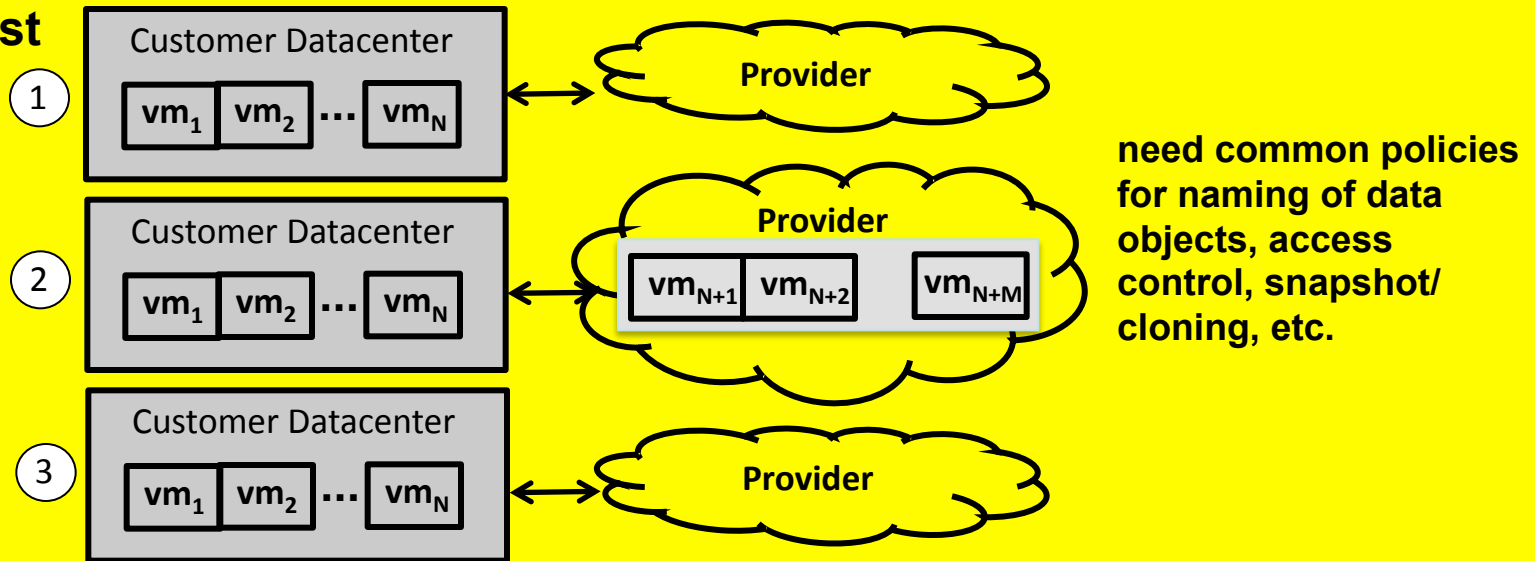 st
1
Customer Datacenter
vm1 vm2 ... vmN
Provider
2
Customer Datacenter
vm1 vm2 ... vmN
Provider
vmN+1 vmN+2 vmN+M
need common policies
for naming of data
objects, access
control, snapshot/
cloning, etc.
3
Customer Datacenter
vm1 vm2 ... vmN
Provider